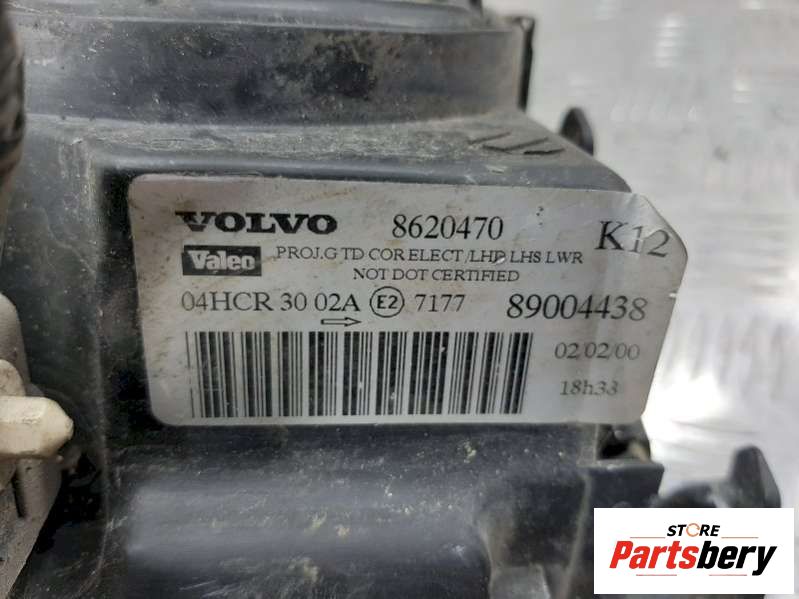 VOLVO 8620470 K12
Valeo PROJ.G TD COR ELECT /LHD LHS LWR
NOT DOT CERTIFIED
04HCR 30 02A E2 7177 89004438
02/02/00
18h33
STORE
Partsbery